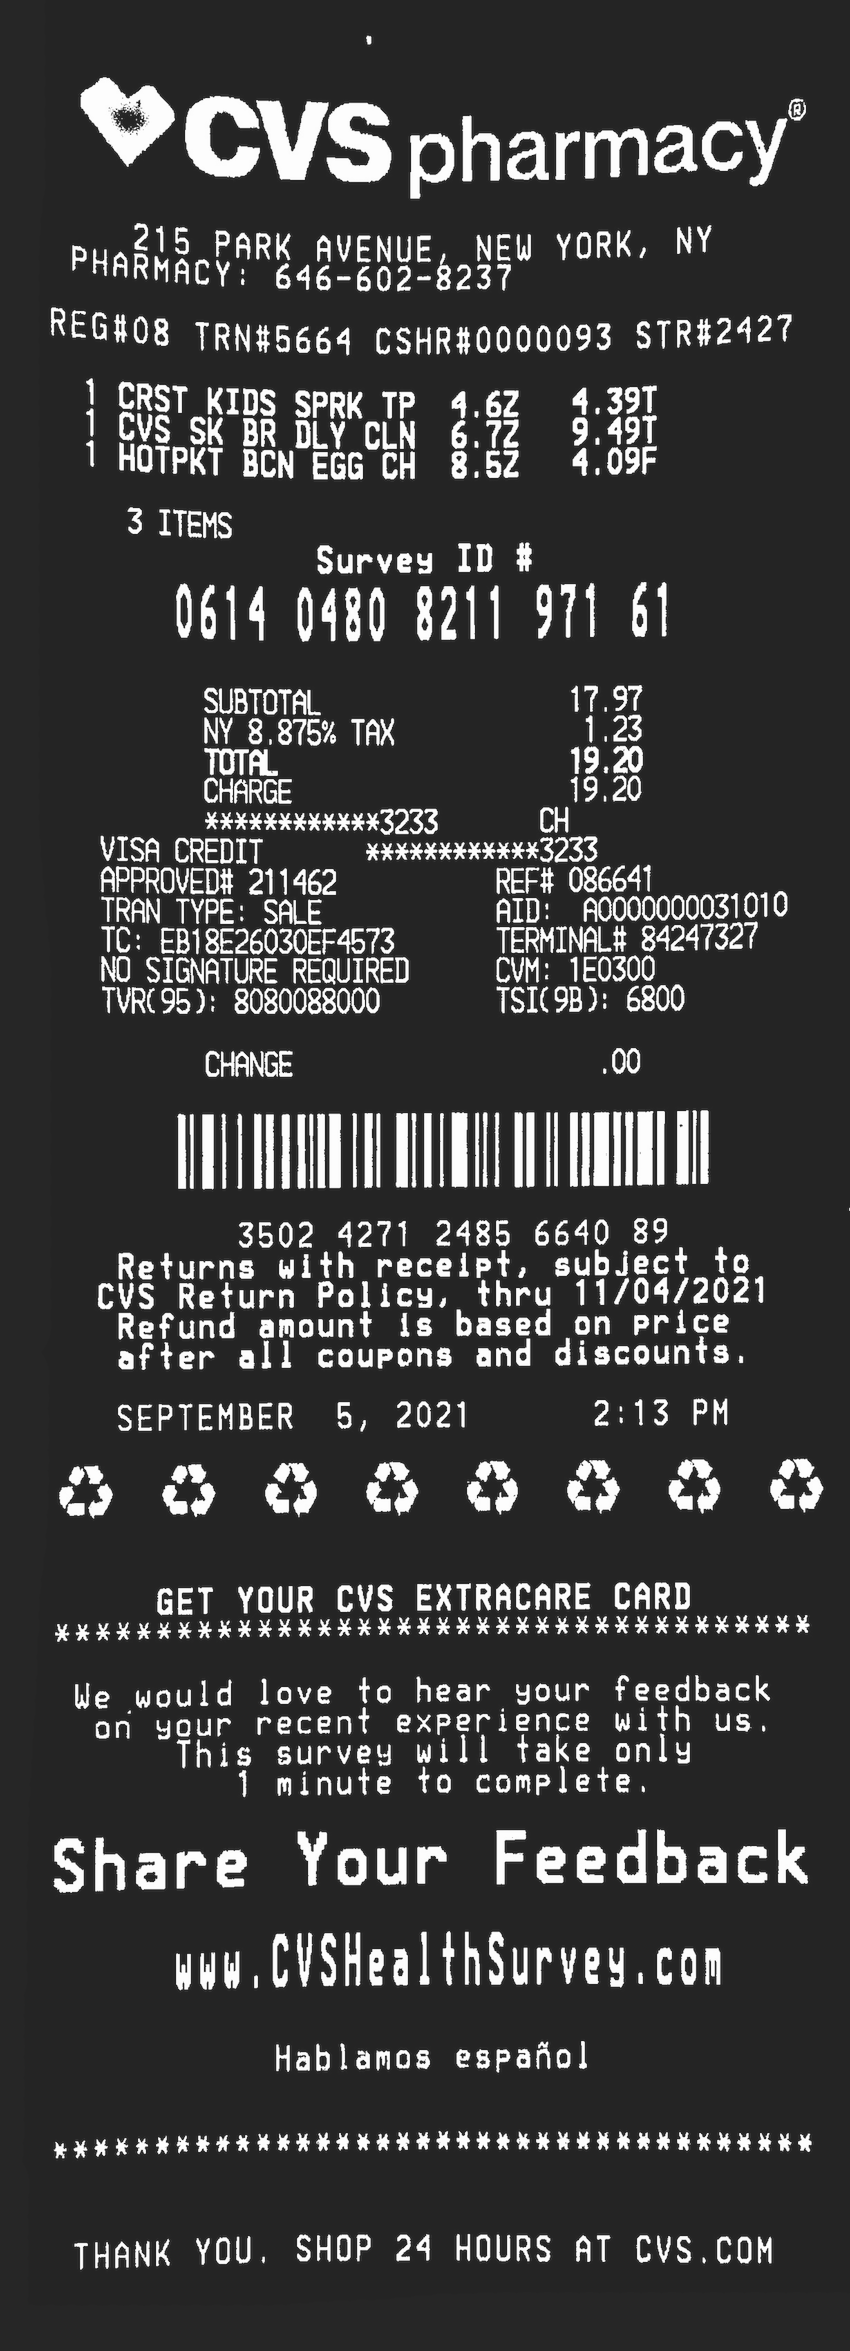 CVS pharmacy®
215 PARK AVENUE, NEW YORK, NY
PHARMACY: 646-602-8237
REG#08 TRN#5664 CSHR#0000093 STR#2427
1 CRST KIDS SPRK TP 4.6Z 4.39T
1 CVS SK BR DLY CLN 6.7Z 9.49T
1 HOTPKT BCN EGG CH 8.5Z 4.09F
3 ITEMS
Survey ID #
0614 0480 8211 971 61
SUBTOTAL 17.97
NY 8.875% TAX 1.23
TOTAL 19.20
CHARGE 19.20
************3233 CH
VISA CREDIT ************3233
APPROVED# 211462 REF# 086641
TRAN TYPE: SALE AID: A0000000031010
TC: EB18E26030EF4573 TERMINAL# 84247327
NO SIGNATURE REQUIRED CVM: 1E0300
TVR(95): 8080088000 TSI(9B): 6800
CHANGE .00
3502 4271 2485 6640 89
Returns with receipt, subject to
CVS Return Policy, thru 11/04/2021
Refund amount is based on price
after all coupons and discounts.
SEPTEMBER 5, 2021 2:13 PM
GET YOUR CVS EXTRACARE CARD
**************************************
We would love to hear your feedback
on your recent experience with us.
This survey will take only
1 minute to complete.
Share Your Feedback
www.CVSHealthSurvey.com
Hablamos español
**************************************
THANK YOU. SHOP 24 HOURS AT CVS.COM